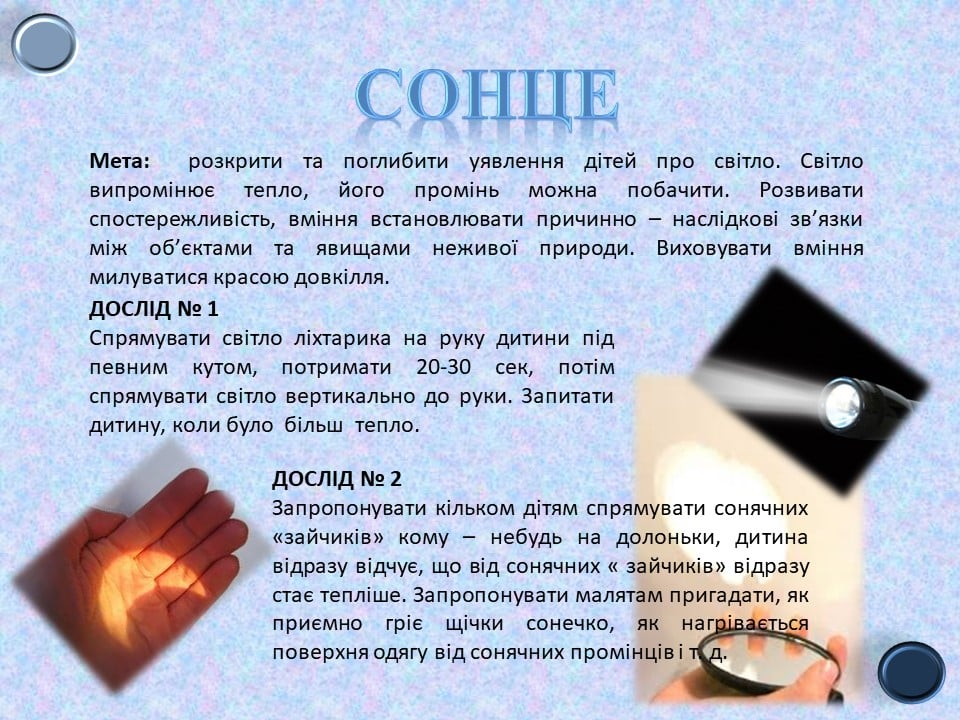 СОНЦЕ
Мета: розкрити та поглибити уявлення дітей про світло. Світло
випромінює тепло, його промінь можна побачити. Розвивати
спостережливість, вміння встановлювати причинно – наслідкові зв’язки
між об’єктами та явищами неживої природи. Виховувати вміння
милуватися красою довкілля.
ДОСЛІД № 1
Спрямувати світло ліхтарика на руку дитини під
певним кутом, потримати 20-30 сек, потім
спрямувати світло вертикально до руки. Запитати
дитину, коли було більш тепло.
ДОСЛІД № 2
Запропонувати кільком дітям спрямувати сонячних
«зайчиків» кому – небудь на долоньки, дитина
відразу відчує, що від сонячних « зайчиків» відразу
стає тепліше. Запропонувати малятам пригадати, як
приємно гріє щічки сонечко, як нагрівається
поверхня одягу від сонячних промінців і т. д.